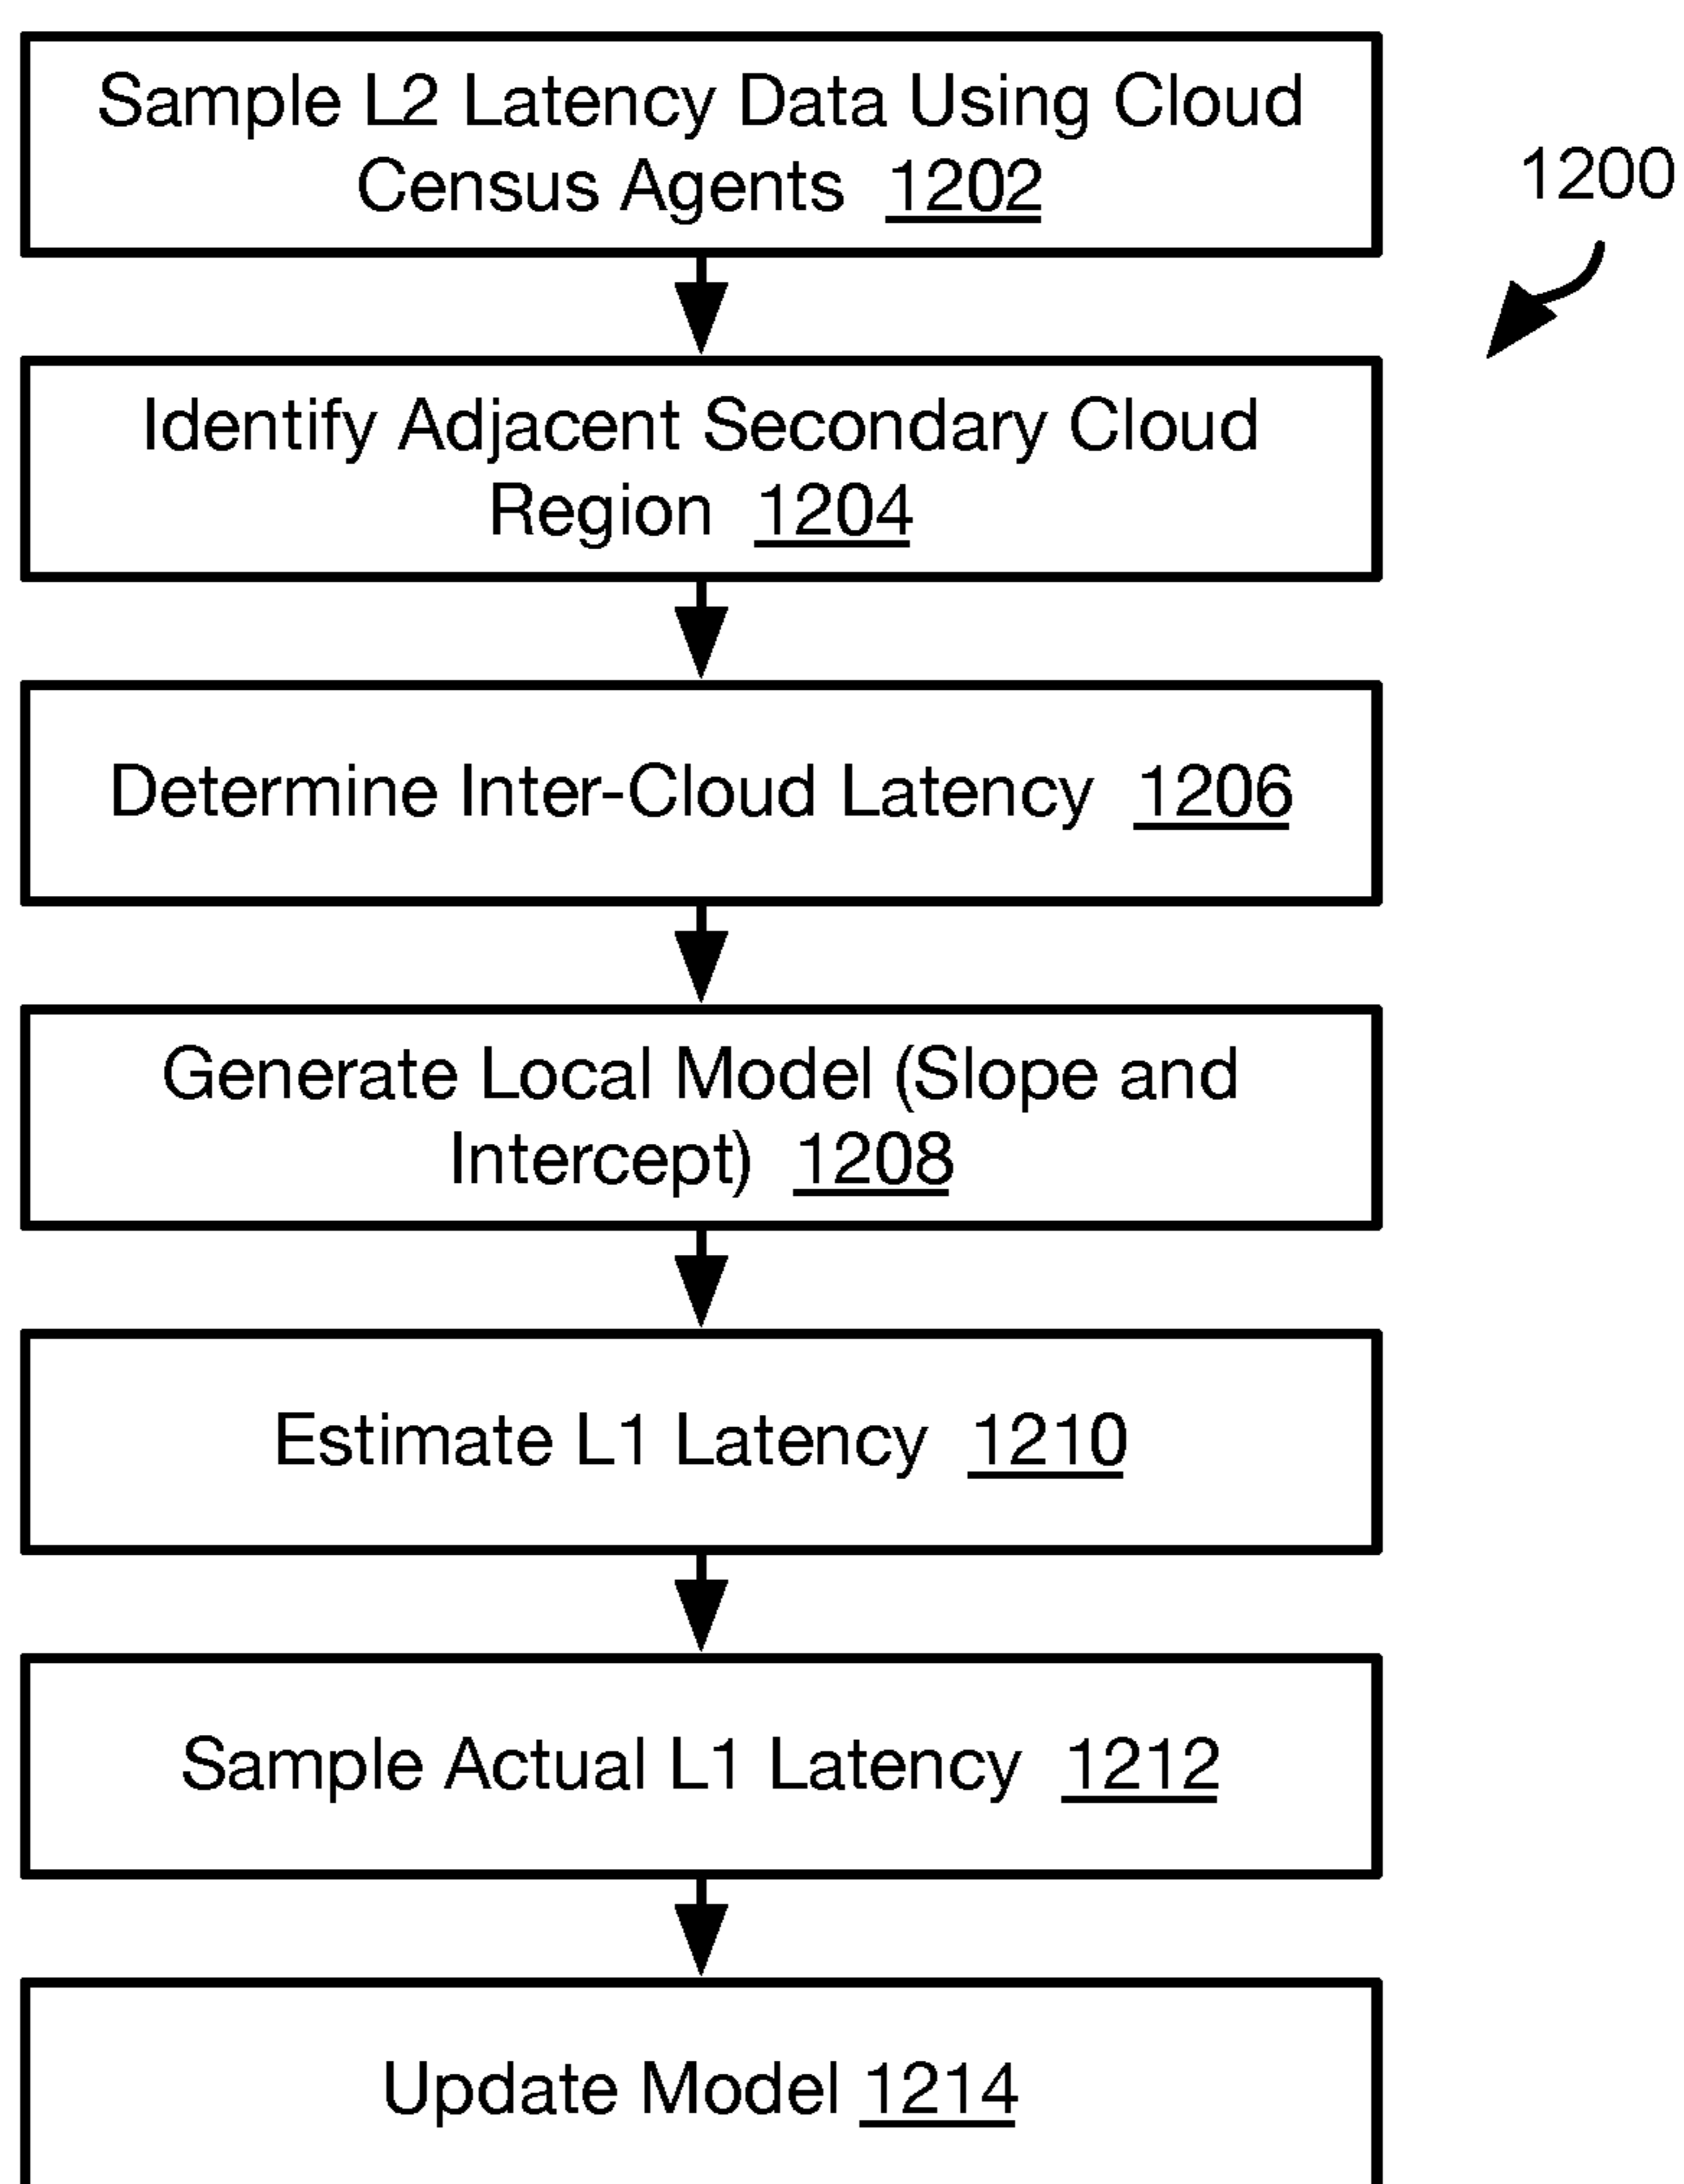 Sample L2 Latency Data Using Cloud
Census Agents 1202
1200
Identify Adjacent Secondary Cloud
Region 1204
Determine Inter-Cloud Latency 1206
Generate Local Model (Slope and
Intercept) 1208
Estimate L1 Latency 1210
Sample Actual L1 Latency 1212
Update Model 1214